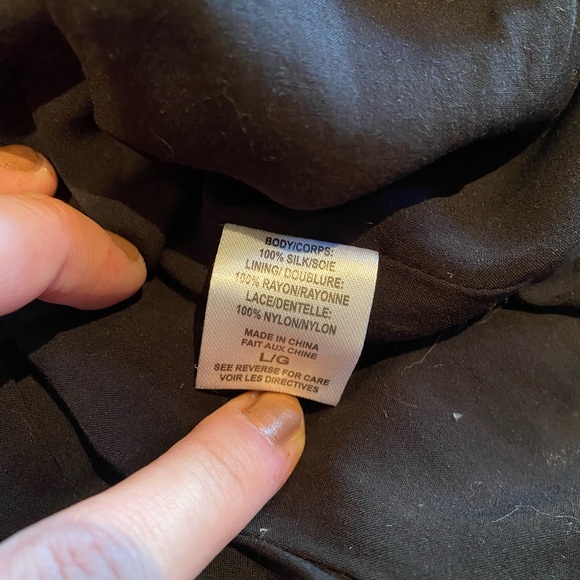 BODY/CORPS:
100% SILK/SOIE
LINING/ DOUBLURE:
100% RAYON/RAYONNE
LACE/DENTELLE:
100% NYLON/NYLON
MADE IN CHINA
FAIT AUX CHINE
L/G
SEE REVERSE FOR CARE
VOIR LES DIRECTIVES